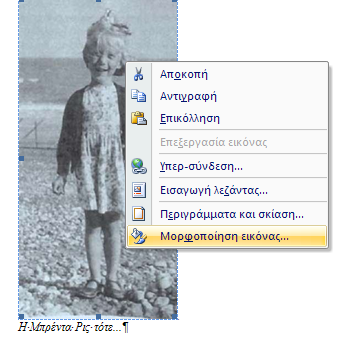 Αποκοπή
Αντιγραφή
Επικόλληση
Επεξεργασία εικόνας
Υπερ-σύνδεση...
Εισαγωγή λεζάντας...
Περιγράμματα και σκίαση...
Μορφοποίηση εικόνας...
Η·Μπρέντα·Ρις·τότε...¶